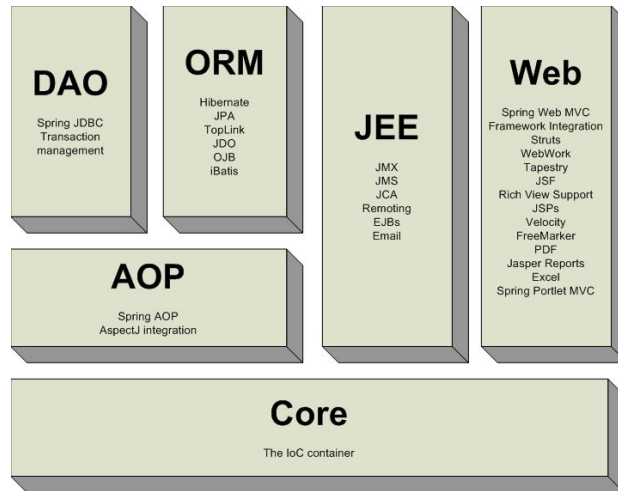 DAO
Spring JDBC
Transaction
management
ORM
Hibernate
JPA
TopLink
JDO
OJB
iBatis
JEE
JMX
JMS
JCA
Remoting
EJBs
Email
Web
Spring Web MVC
Framework Integration
Struts
WebWork
Tapestry
JSF
Rich View Support
JSPs
Velocity
FreeMarker
PDF
Jasper Reports
Excel
Spring Portlet MVC
AOP
Spring AOP
AspectJ integration
Core
The IoC container